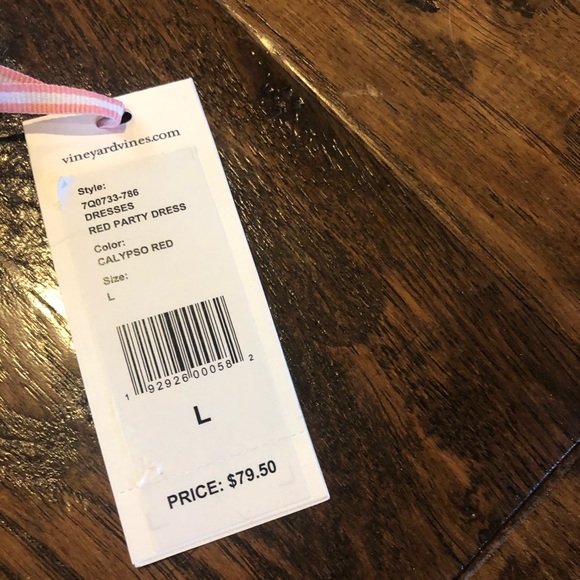 vineyardvines.com
Style:
7Q0733-786
DRESSES
RED PARTY DRESS
Color:
CALYPSO RED
Size:
L
1 92926 00058 2
L
PRICE: $79.50